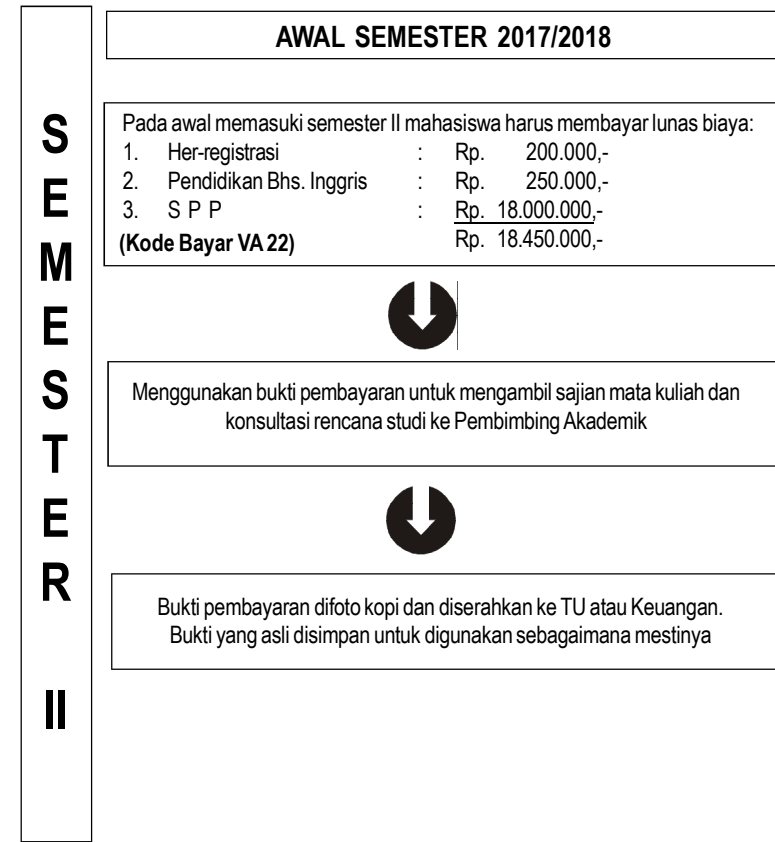 SEMESTER II
AWAL SEMESTER 2017/2018
Pada awal memasuki semester II mahasiswa harus membayar lunas biaya:
1. Her-registrasi : Rp. 200.000,-
2. Pendidikan Bhs. Inggris : Rp. 250.000,-
3. S P P : Rp. 18.000.000,-
(Kode Bayar VA 22) Rp. 18.450.000,-
Menggunakan bukti pembayaran untuk mengambil sajian mata kuliah dan
konsultasi rencana studi ke Pembimbing Akademik
Bukti pembayaran difoto kopi dan diserahkan ke TU atau Keuangan.
Bukti yang asli disimpan untuk digunakan sebagaimana mestinya